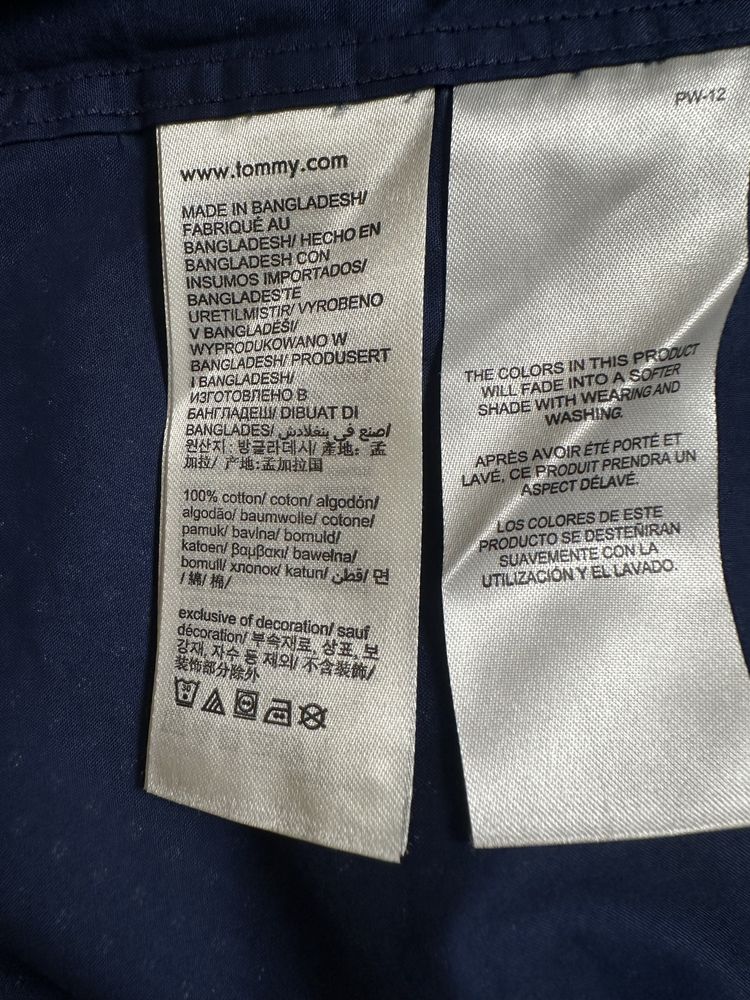 www.tommy.com
MADE IN BANGLADESH/
FABRIQUÉ AU
BANGLADESH/ HECHO EN
BANGLADESH CON
INSUMOS IMPORTADOS/
BANGLADEŞ'TE
URETILMISTIR/ VYROBENO
V BANGLADÉŠI/
WYPRODUKOWANO W
BANGLADESH/ PRODUSERT
I BANGLADESH/
ИЗГОТОВЛЕНО В
БАНГЛАДЕШ/ DIBUAT DI
BANGLADES/ صنع في بنغلادش/
원산지 : 방글라데시/ 產地: 孟
加拉/ 产地:孟加拉国
100% cotton/ coton/ algodón/
algodão/ baumwolle/ cotone/
pamuk/ bavlna/ bomuld/
katoen/ βαμβακι/ bawełna/
bomull/ хлопок/ katun/ قطن/ 면
/ 綿/ 棉/
exclusive of decoration/ sauf
décoration/ 부속재료, 상표, 보
강재, 자수 등 제외/ 不含裝飾/
装饰部分除外
PW-12
THE COLORS IN THIS PRODUCT
WILL FADE INTO A SOFTER
SHADE WITH WEARING AND
WASHING.
APRÈS AVOIR ÉTÉ PORTÉ ET
LAVÉ, CE PRODUIT PRENDRA UN
ASPECT DÉLAVÉ.
LOS COLORES DE ESTE
PRODUCTO SE DESTEÑIRAN
SUAVEMENTE CON LA
UTILIZACIÓN Y EL LAVADO.